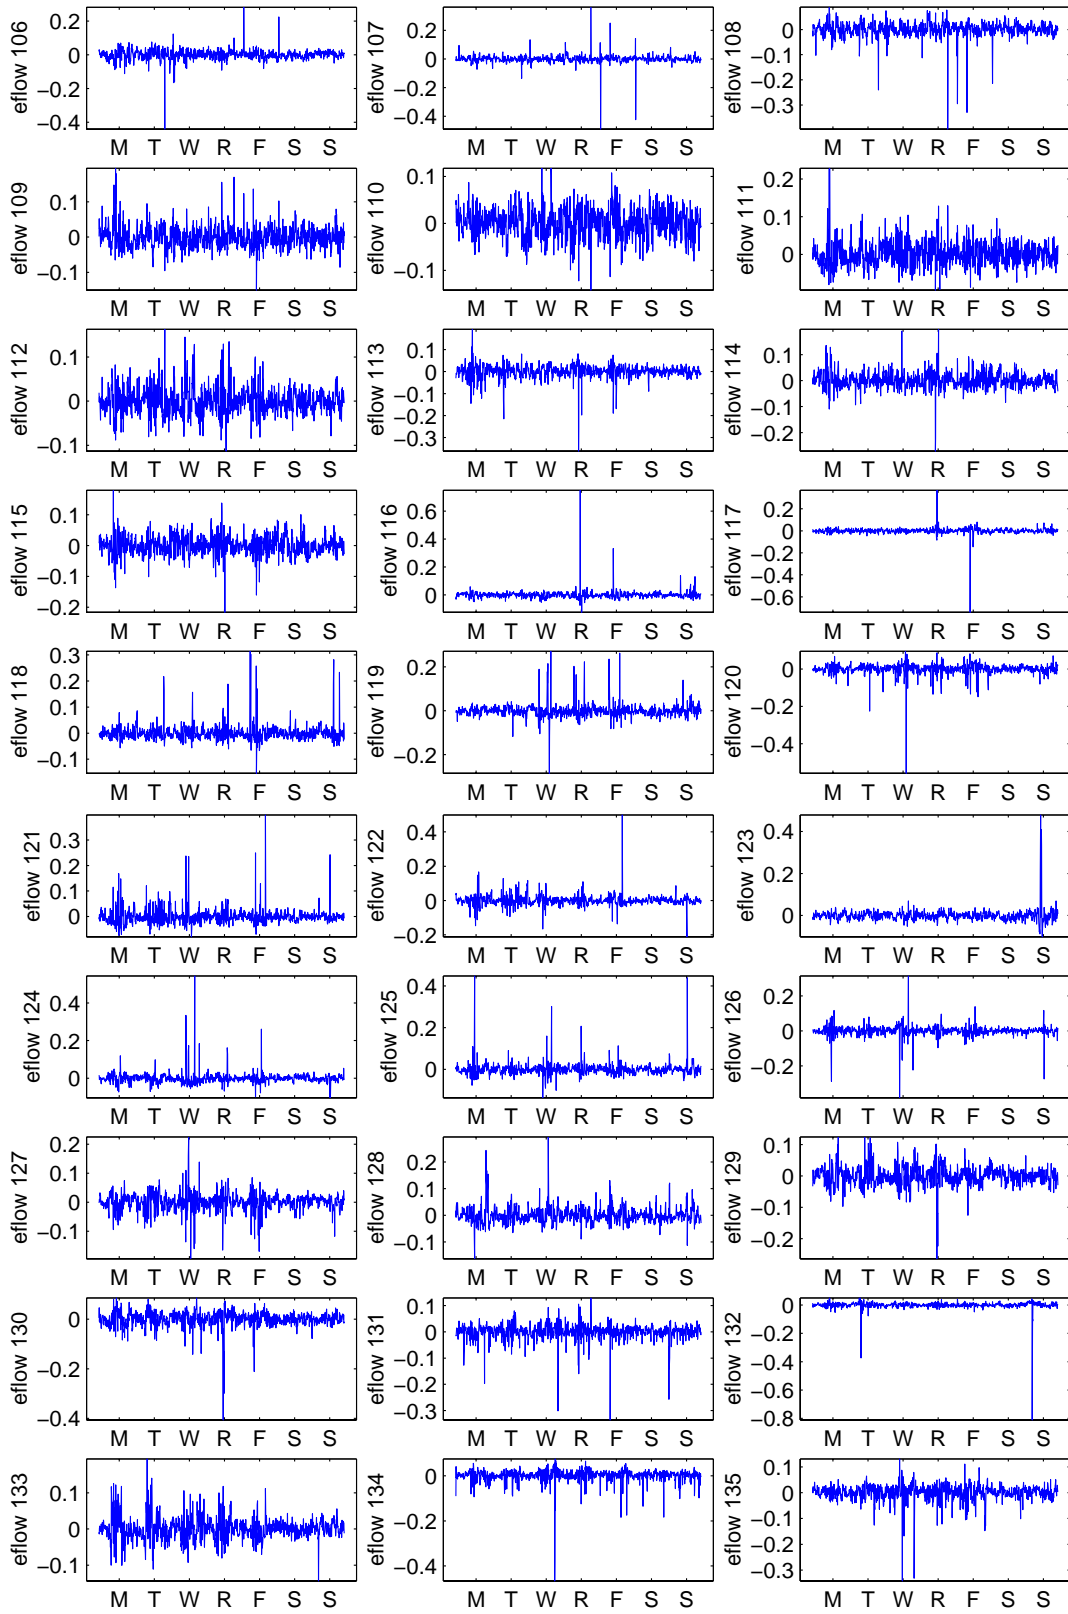 0.2 0 −0.2 −0.4 eflow 106 M T W R F S S
0.2 0 −0.2 −0.4 eflow 107 M T W R F S S
0 −0.1 −0.2 −0.3 eflow 108 M T W R F S S
0.1 0 −0.1 eflow 109 M T W R F S S
0.1 0 −0.1 eflow 110 M T W R F S S
0.2 0.1 0 eflow 111 M T W R F S S
0.1 0 −0.1 eflow 112 M T W R F S S
0.1 0 −0.1 −0.2 −0.3 eflow 113 M T W R F S S
0.1 0 −0.1 −0.2 eflow 114 M T W R F S S
0.1 0 −0.1 −0.2 eflow 115 M T W R F S S
0.6 0.4 0.2 0 eflow 116 M T W R F S S
0.2 0 −0.2 −0.4 −0.6 eflow 117 M T W R F S S
0.3 0.2 0.1 0 −0.1 eflow 118 M T W R F S S
0.2 0 −0.2 eflow 119 M T W R F S S
0 −0.2 −0.4 eflow 120 M T W R F S S
0.3 0.2 0.1 0 eflow 121 M T W R F S S
0.4 0.2 0 −0.2 eflow 122 M T W R F S S
0.4 0.2 0 eflow 123 M T W R F S S
0.4 0.2 0 eflow 124 M T W R F S S
0.4 0.2 0 eflow 125 M T W R F S S
0.2 0 −0.2 eflow 126 M T W R F S S
0.2 0.1 0 −0.1 eflow 127 M T W R F S S
0.2 0.1 0 −0.1 eflow 128 M T W R F S S
0.1 0 −0.1 −0.2 eflow 129 M T W R F S S
0 −0.2 −0.4 eflow 130 M T W R F S S
0.1 0 −0.1 −0.2 −0.3 eflow 131 M T W R F S S
0 −0.2 −0.4 −0.6 −0.8 eflow 132 M T W R F S S
0.1 0 −0.1 eflow 133 M T W R F S S
0 −0.2 −0.4 eflow 134 M T W R F S S
0.1 0 −0.1 −0.2 −0.3 eflow 135 M T W R F S S